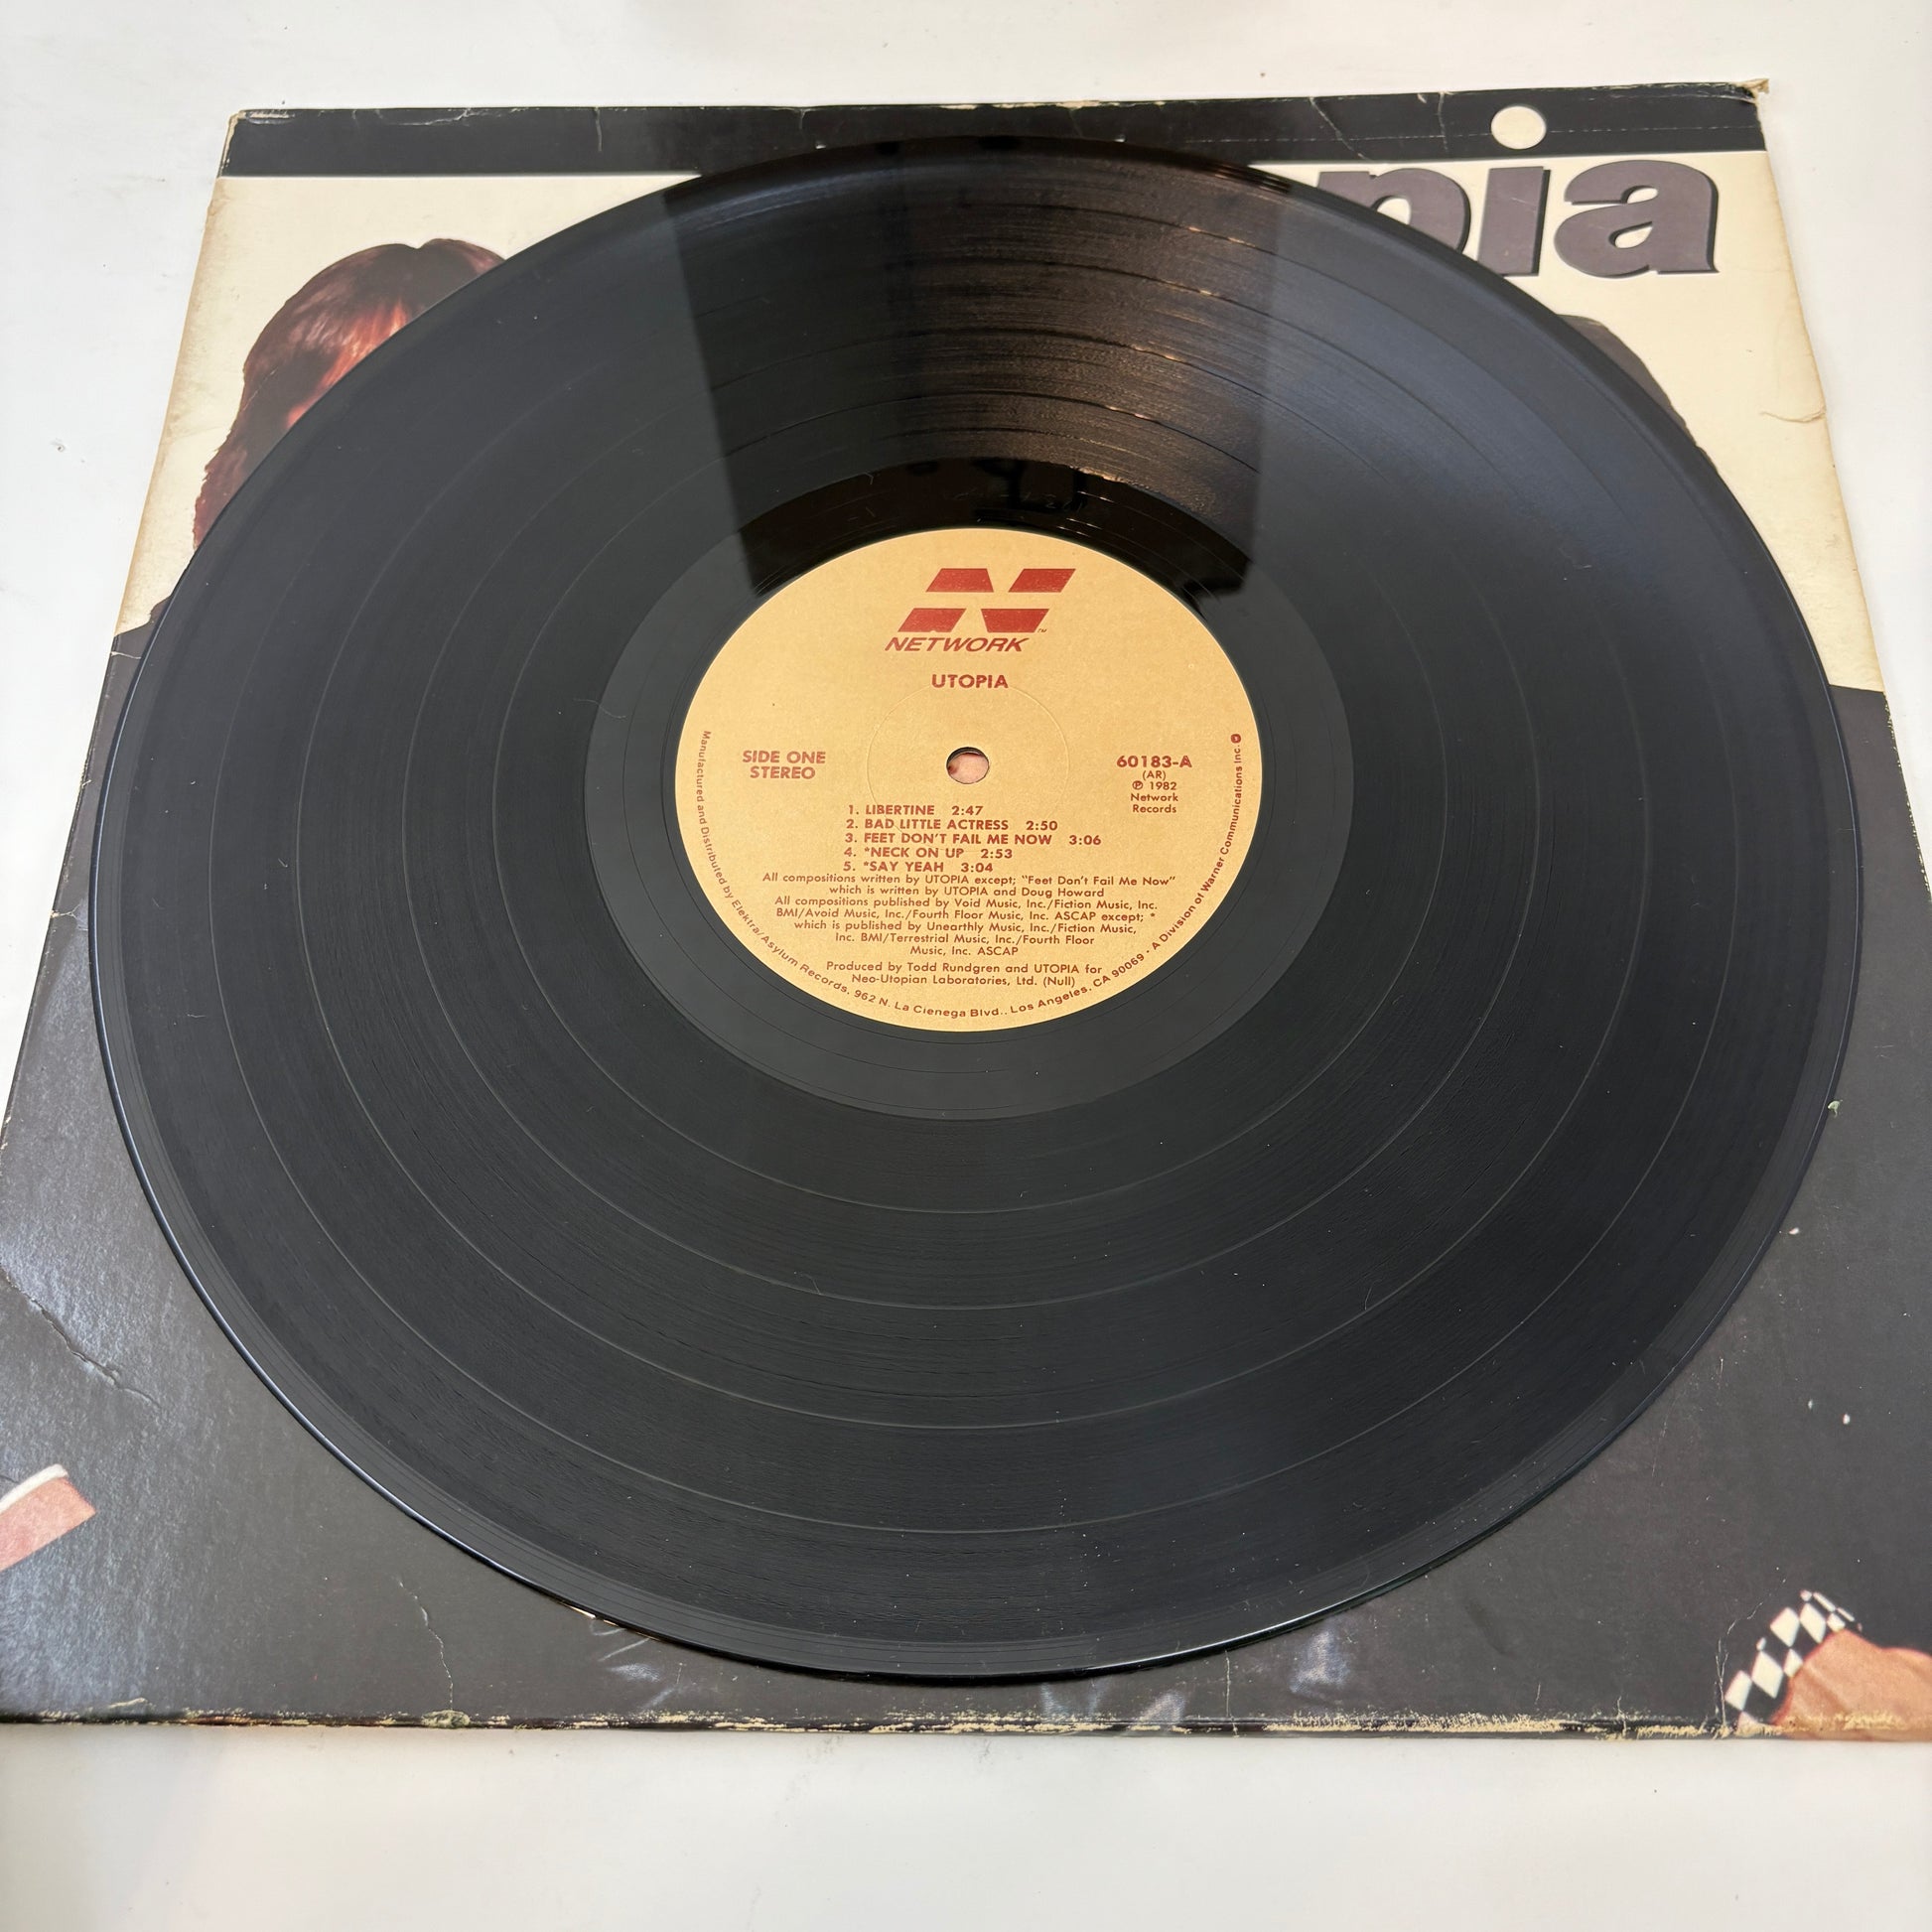 pia
NETWORK™
UTOPIA
SIDE ONE
STEREO
60183-A
(AR)
℗ 1982
Network
Records
1. LIBERTINE 2:47
2. BAD LITTLE ACTRESS 2:50
3. FEET DON'T FAIL ME NOW 3:06
4. *NECK ON UP 2:53
5. *SAY YEAH 3:04
All compositions written by UTOPIA except; "Feet Don't Fail Me Now"
which is written by UTOPIA and Doug Howard
All compositions published by Void Music, Inc./Fiction Music, Inc.
BMI/Avoid Music, Inc./Fourth Floor Music, Inc. ASCAP except; *
which is published by Unearthly Music, Inc./Fiction Music,
Inc. BMI/Terrestrial Music, Inc./Fourth Floor
Music, Inc. ASCAP
Produced by Todd Rundgren and UTOPIA for
Neo-Utopian Laboratories, Ltd. (Null)
Manufactured and Distributed by Elektra/Asylum Records, 962 N. La Cienega Blvd., Los Angeles, CA 90069 · A Division of Warner Communications Inc.